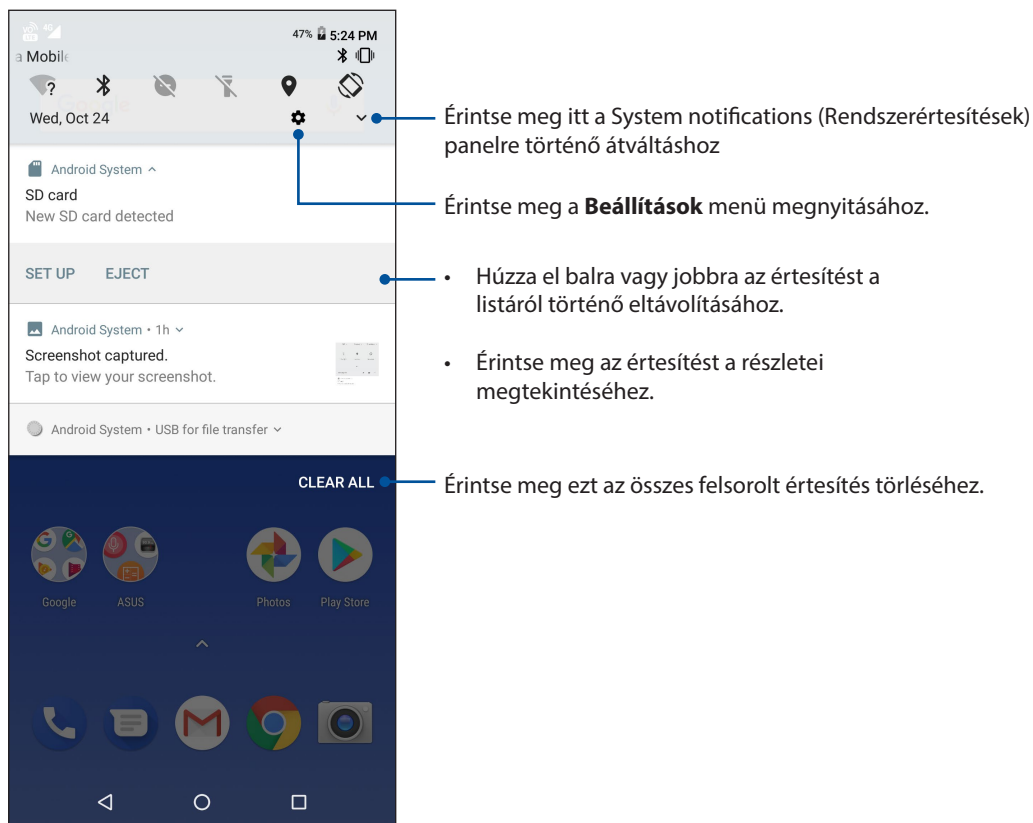 VO)) LTE 4G 47% 5:24 PM
a Mobile
?
Google
Wed, Oct 24
Érintse meg itt a System notifications (Rendszerértesítések)
panelre történő átváltáshoz
Android System
SD card
New SD card detected
Érintse meg a Beállítások menü megnyitásához.
SET UP EJECT
• Húzza el balra vagy jobbra az értesítést a
listáról történő eltávolításához.
Android System • 1h
Screenshot captured.
Tap to view your screenshot.
• Érintse meg az értesítést a részletei
megtekintéséhez.
Android System • USB for file transfer
CLEAR ALL
Érintse meg ezt az összes felsorolt értesítés törléséhez.
Google ASUS Photos Play Store